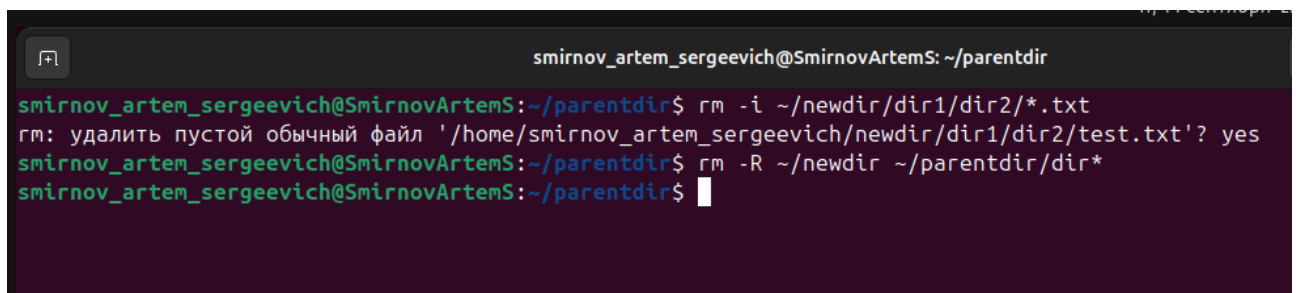 smirnov_artem_sergeevich@SmirnovArtemS: ~/parentdir
smirnov_artem_sergeevich@SmirnovArtemS:~/parentdir$ rm -i ~/newdir/dir1/dir2/*.txt
rm: удалить пустой обычный файл '/home/smirnov_artem_sergeevich/newdir/dir1/dir2/test.txt'? yes
smirnov_artem_sergeevich@SmirnovArtemS:~/parentdir$ rm -R ~/newdir ~/parentdir/dir*
smirnov_artem_sergeevich@SmirnovArtemS:~/parentdir$